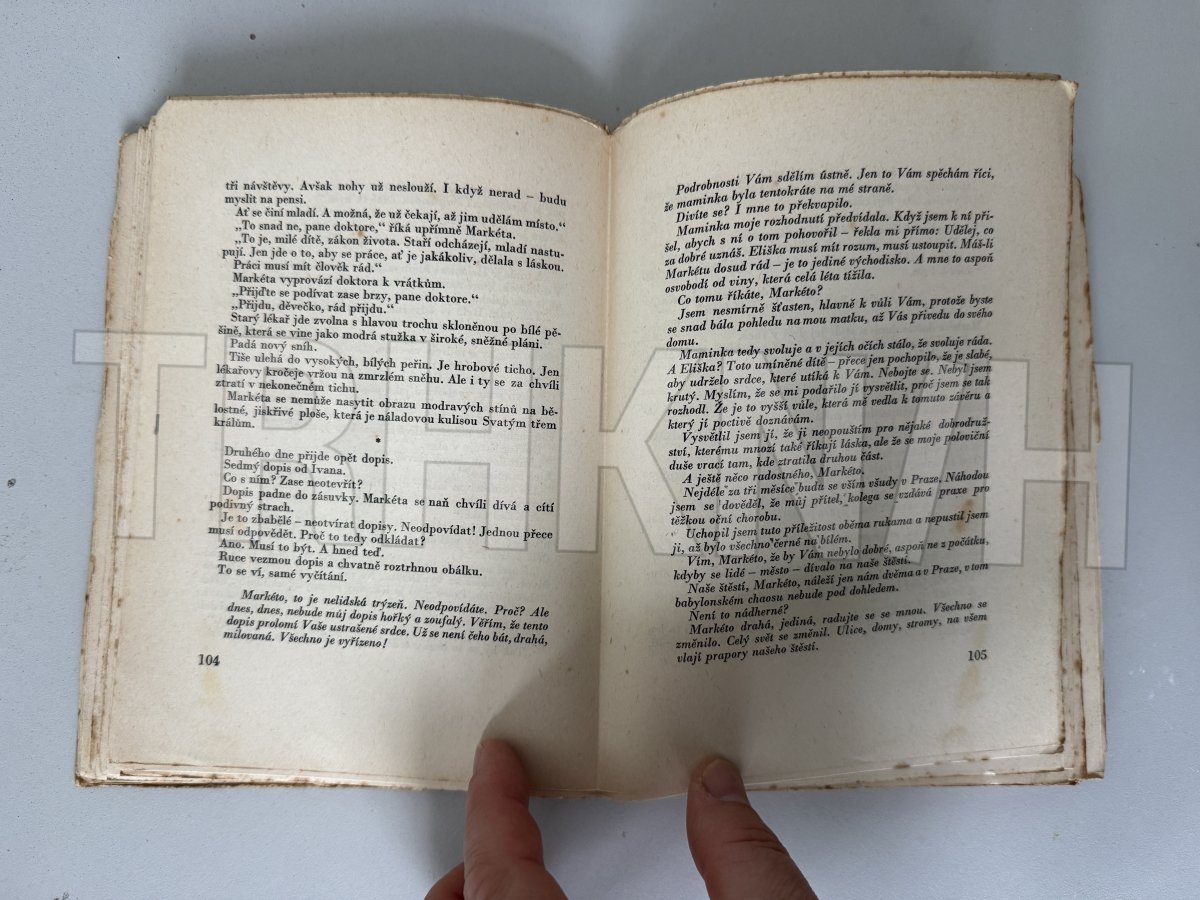 tři návštěvy. Avšak nohy už neslouží. I když nerad – budu
myslit na pensi.
Ať se činí mladí. A možná, že už čekají, až jim udělám místo.“
„To snad ne, pane doktore,“ říká upřímně Markéta.
„To je, milé dítě, zákon života. Staří odcházejí, mladí nastu-
pují. Jen jde o to, aby se práce, ať je jakákoliv, dělala s láskou.
Práci musí mít člověk rád.“
Markéta vyprovází doktora k vrátkům.
„Přijďte se podívat zase brzy, pane doktore.“
„Přijdu, děvečko, rád přijdu.“
Starý lékař jde zvolna s hlavou trochu skloněnou po bílé pě-
šině, která se vine jako modrá stužka v široké, sněžné pláni.
Padá nový sníh.
Tiše ulehá do vysokých, bílých peřin. Je hrobové ticho. Jen
lékařovy kročeje vržou na zmrzlém sněhu. Ale i ty se za chvíli
ztratí v nekonečném tichu.
Markéta se nemůže nasytit obrazu modravých stínů na bě-
lostné, jiskřivé ploše, která je náladovou kulisou Svatým třem
králům.
*
Druhého dne přijde opět dopis.
Sedmý dopis od Ivana.
Co s ním? Zase neotevřít?
Dopis padne do zásuvky. Markéta se naň chvíli dívá a cítí
podivný strach.
Je to zbabělé – neotvírat dopisy. Neodpovídat! Jednou přece
musí odpovědět. Proč to tedy odkládat?
Ano. Musí to být. A hned teď.
Ruce vezmou dopis a chvatně roztrhnou obálku.
To se ví, samé vyčítání.
Markéto, to je nelidská trýzeň. Neodpovídáte. Proč? Ale
dnes, dnes, nebude můj dopis hořký a zoufalý. Věřím, že tento
dopis prolomí Vaše ustrašené srdce. Už se není čeho bát, drahá,
milovaná. Všechno je vyřízeno!
104
Podrobnosti Vám sdělím ústně. Jen to Vám spěchám říci,
že maminka byla tentokráte na mé straně.
Divíte se? I mne to překvapilo.
Maminka moje rozhodnutí předvídala. Když jsem k ní při-
šel, abych s ní o tom pohovořil – řekla mi přímo: Udělej, co
za dobré uznáš. Eliška musí mít rozum, musí ustoupit. Máš-li
Markétu dosud rád – je to jediné východisko. A mne to aspoň
osvobodí od viny, která celá léta tížila.
Co tomu říkáte, Markéto?
Jsem nesmírně šťasten, hlavně k vůli Vám, protože byste
se snad bála pohledu na mou matku, až Vás přivedu do svého
domu.
Maminka tedy svoluje a v jejích očích stálo, že svoluje ráda.
A Eliška? Toto umíněné dítě – přece jen pochopilo, že je slabé,
aby udrželo srdce, které utíká k Vám. Nebojte se. Nebyl jsem
krutý. Myslím, že se mi podařilo jí vysvětlit, proč jsem se tak
rozhodl. Že je to vyšší vůle, která mě vedla k tomuto závěru a
který jí poctivě doznávám.
Vysvětlil jsem jí, že ji neopouštím pro nějaké dobrodruž-
ství, kterému mnozí také říkají láska, ale že se moje poloviční
duše vrací tam, kde ztratila druhou část.
A ještě něco radostného, Markéto.
Nejdéle za tři měsíce budu se vším všudy v Praze. Náhodou
jsem se dověděl, že můj přítel, kolega se vzdává praxe pro
těžkou oční chorobu.
Uchopil jsem tuto příležitost oběma rukama a nepustil jsem
ji, až bylo všechno černé na bílém.
Vím, Markéto, že by Vám nebylo dobré, aspoň ne z počátku,
kdyby se lidé – město – dívalo na naše štěstí.
Naše štěstí, Markéto, náleží jen nám dvěma a v Praze, v tom
babylonském chaosu nebude pod dohledem.
Není to nádherné?
Markéto drahá, jediná, radujte se se mnou. Všechno se
změnilo. Celý svět se změnil. Ulice, domy, stromy, na všem
vlají prapory našeho štěstí.
105